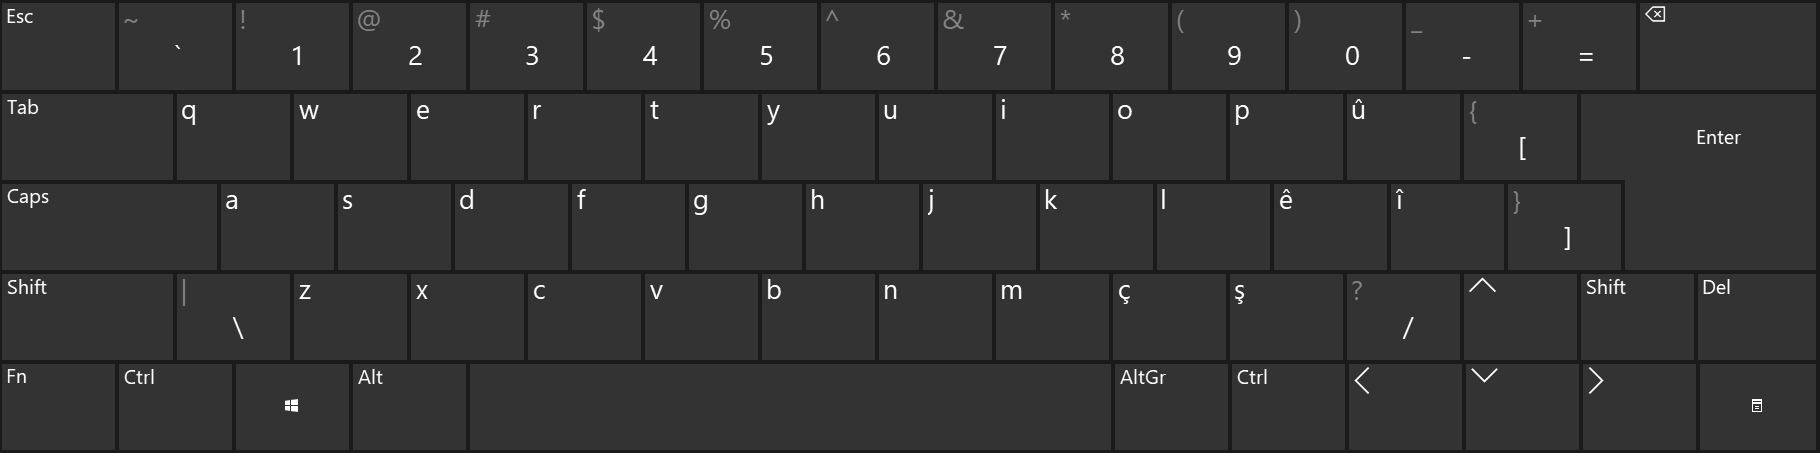 Esc ~ ` ! 1 @ 2 # 3 $ 4 % 5 ^ 6 & 7 * 8 ( 9 ) 0 _ - + =
Tab q w e r t y u i o p û { [ Enter
Caps a s d f g h j k l ê î } ]
Shift | \ z x c v b n m ç ş ? / Shift Del
Fn Ctrl Alt AltGr Ctrl